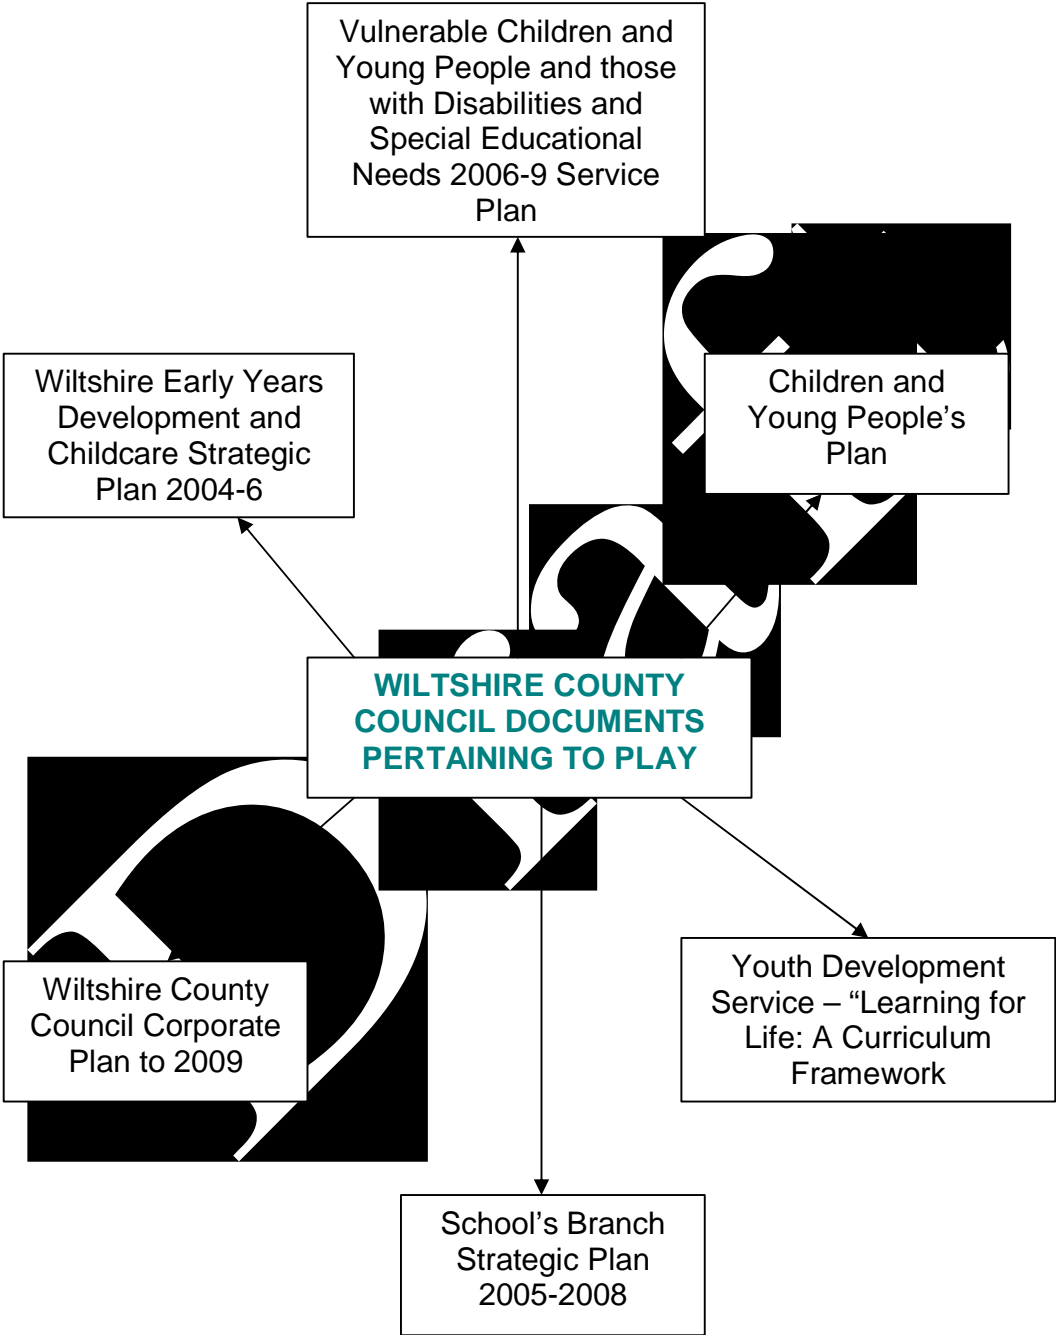 Vulnerable Children and
Young People and those
with Disabilities and
Special Educational
Needs 2006-9 Service
Plan
Wiltshire Early Years
Development and
Childcare Strategic
Plan 2004-6
Children and
Young People’s
Plan
WILTSHIRE COUNTY
COUNCIL DOCUMENTS
PERTAINING TO PLAY
Wiltshire County
Council Corporate
Plan to 2009
Youth Development
Service – “Learning for
Life: A Curriculum
Framework
School’s Branch
Strategic Plan
2005-2008